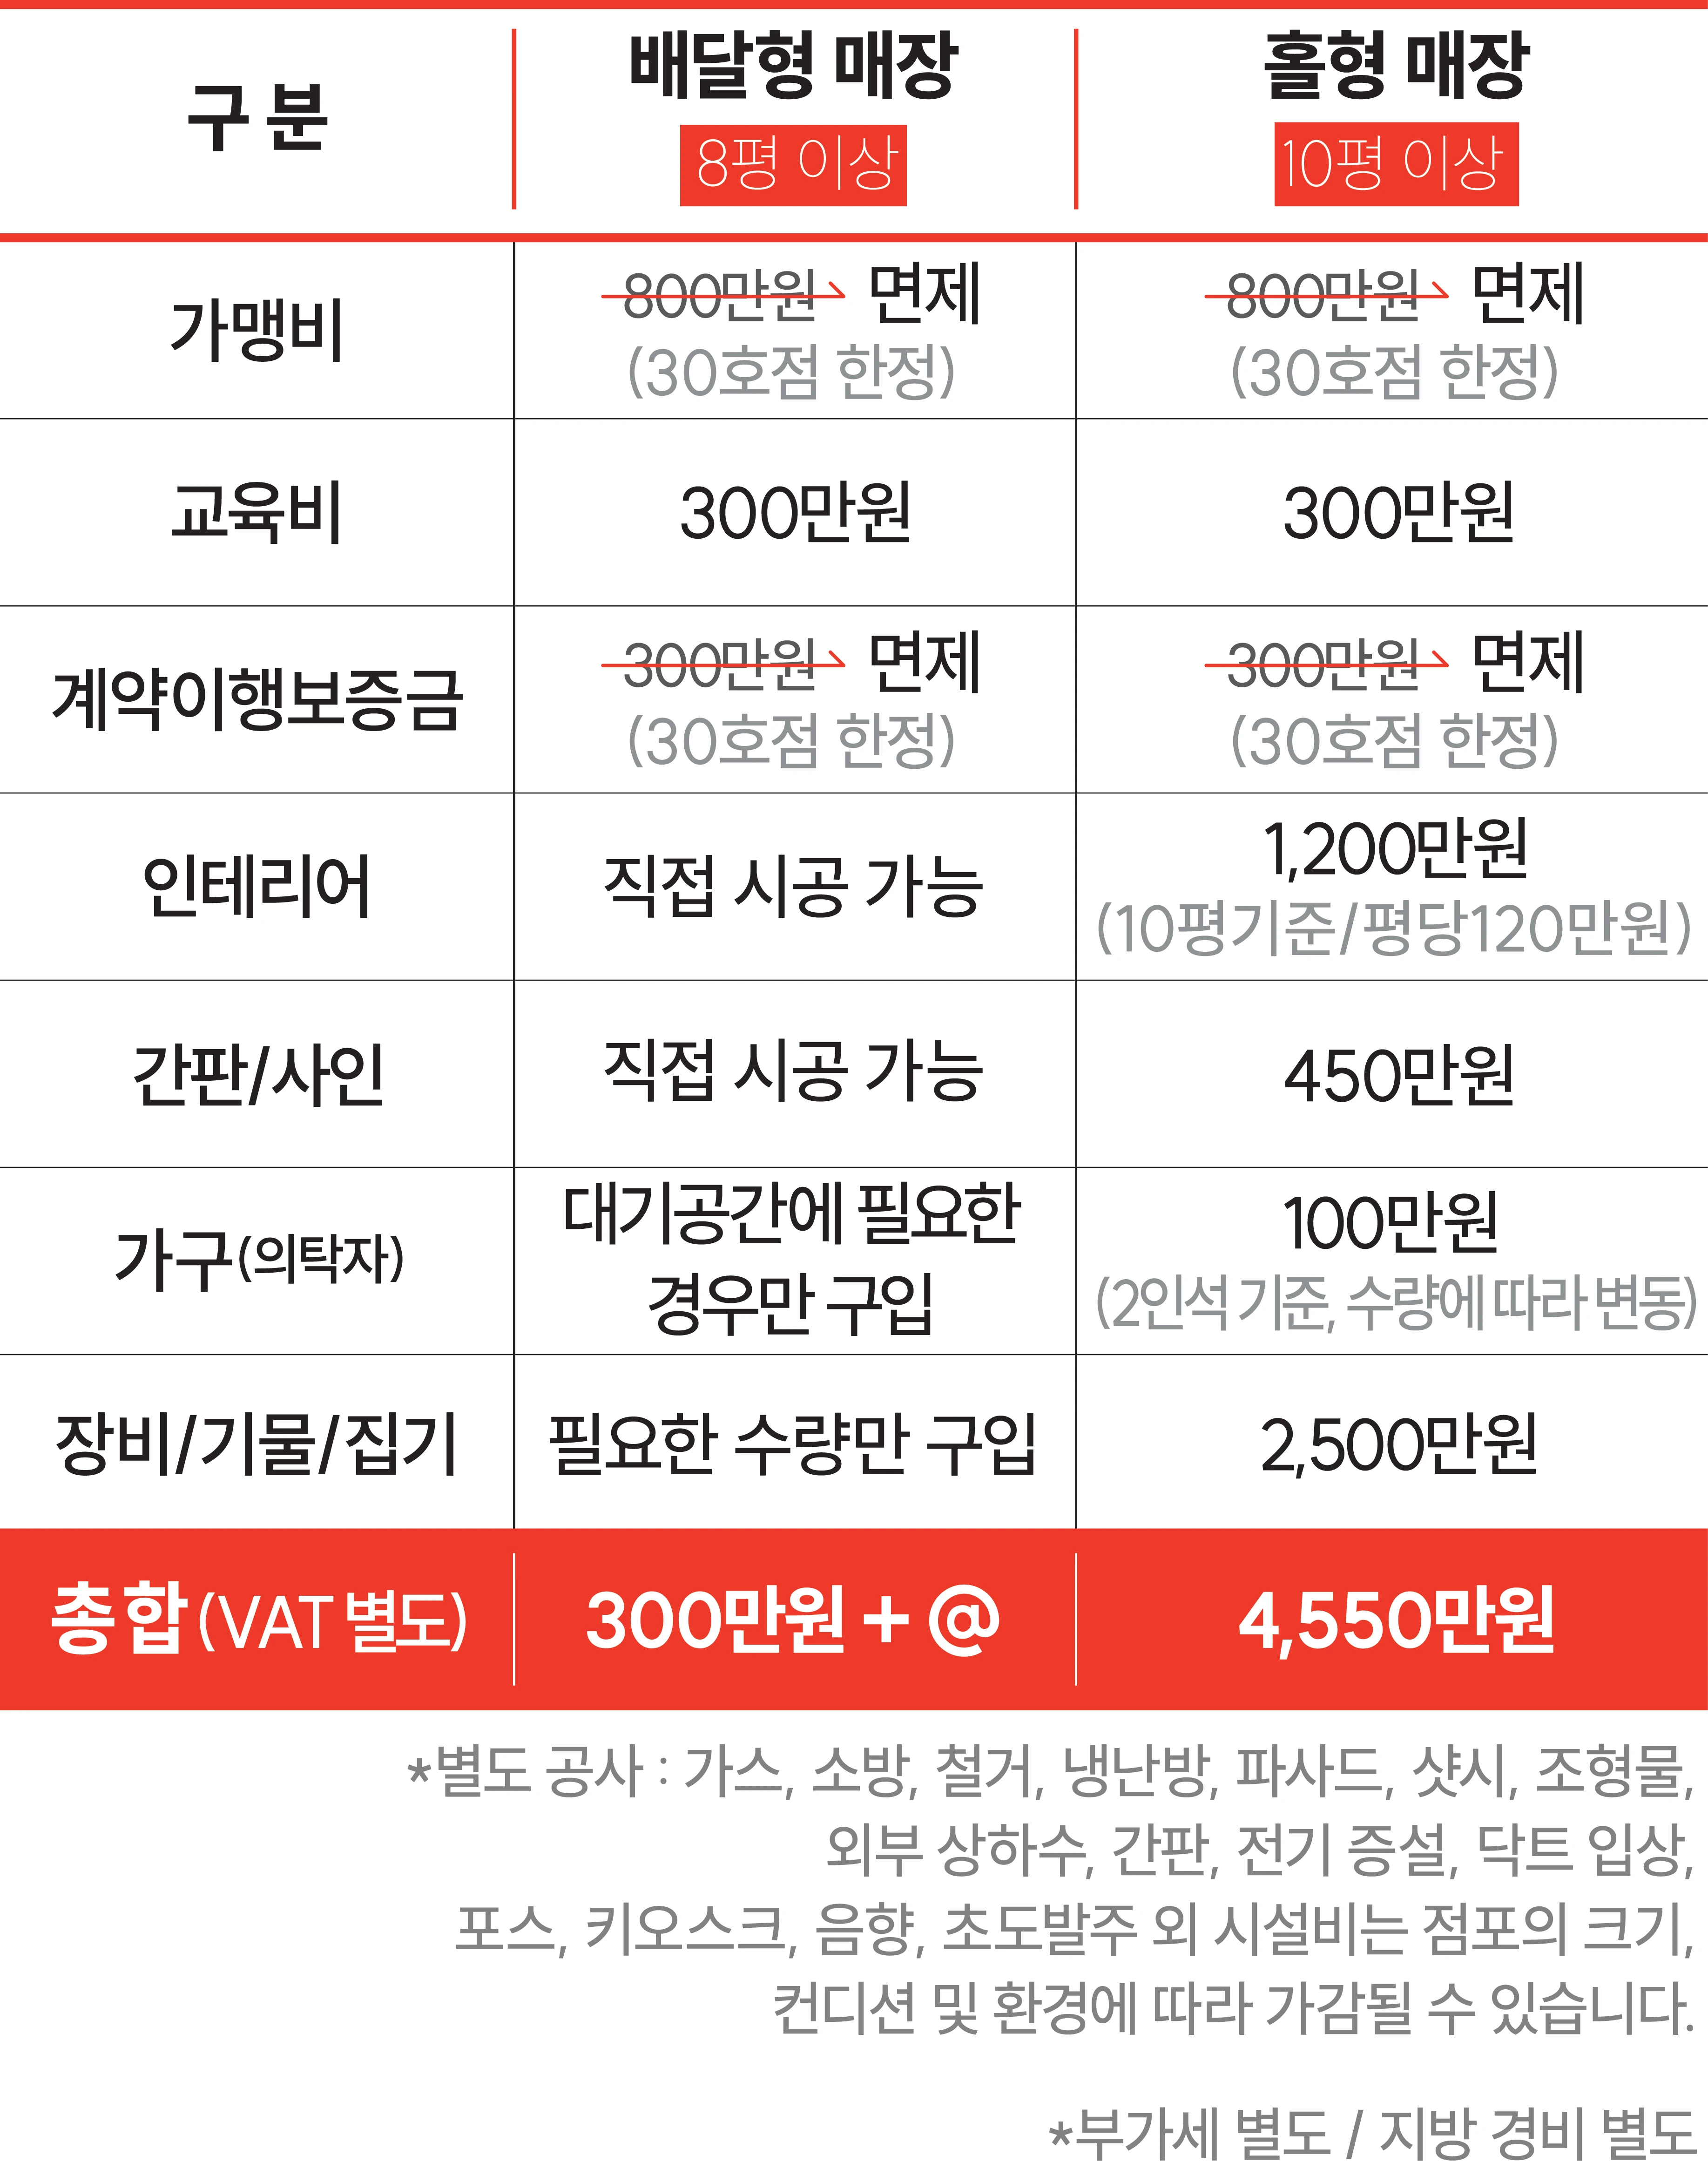 구 분
배달형 매장
8평 이상
홀형 매장
10평 이상
가맹비
800만원 면제
(30호점 한정)
800만원 면제
(30호점 한정)
교육비
300만원
300만원
계약이행보증금
300만원 면제
(30호점 한정)
300만원 면제
(30호점 한정)
인테리어
직접 시공 가능
1,200만원
(10평기준/평당120만원)
간판/사인
직접 시공 가능
450만원
가구(의탁자)
대기공간에 필요한
경우만 구입
100만원
(2인석 기준, 수량에 따라 변동)
장비/기물/집기
필요한 수량만 구입
2,500만원
총합(VAT 별도)
300만원 + @
4,550만원
*별도 공사 : 가스, 소방, 철거, 냉난방, 파사드, 샷시, 조형물,
외부 상하수, 간판, 전기 증설, 닥트 입상,
포스, 키오스크, 음향, 초도발주 외 시설비는 점포의 크기,
컨디션 및 환경에 따라 가감될 수 있습니다.
*부가세 별도 / 지방 경비 별도